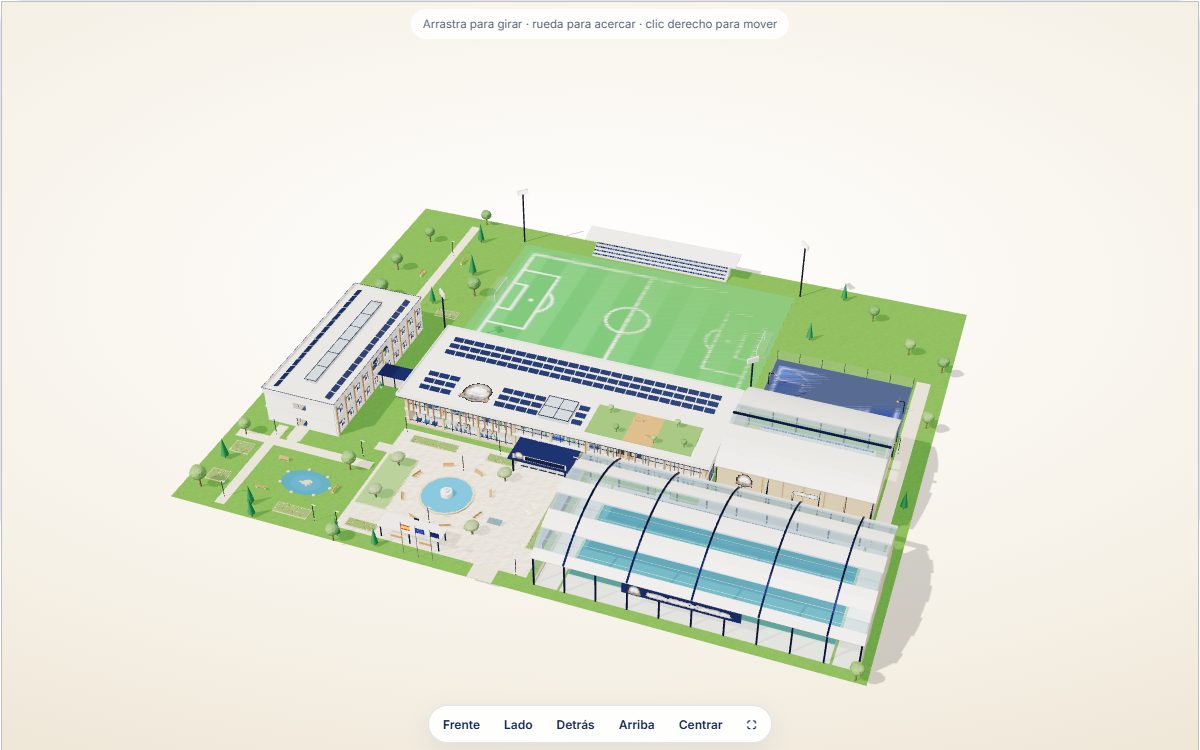 Arrastra para girar · rueda para acercar · clic derecho para mover
Frente Lado Detrás Arriba Centrar